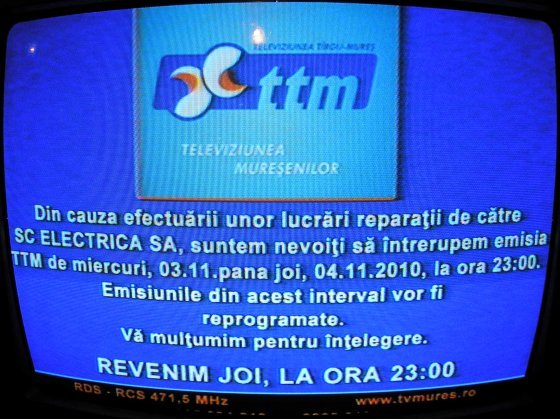 TELEVIZIUNEA TÎRGU-MUREŞ
ttm
TELEVIZIUNEA
MUREŞENILOR
Din cauza efectuării unor lucrări reparaţii de către
SC ELECTRICA SA, suntem nevoiţi să întrerupem emisia
TTM de miercuri, 03.11.pana joi, 04.11.2010, la ora 23:00.
Emisiunile din acest interval vor fi
reprogramate.
Vă mulţumim pentru înţelegere.
REVENIM JOI, LA ORA 23:00
RDS - RCS 471,5 MHz
www.tvmures.ro